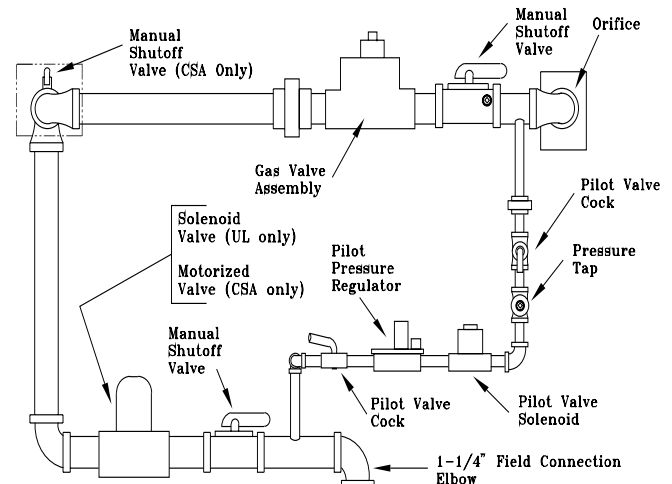 Manual
Shutoff
Valve (CSA Only)
Manual
Shutoff
Valve
Orifice
Gas Valve
Assembly
Pilot Valve
Cock
Solenoid
Valve (UL only)
Motorized
Valve (CSA only)
Pilot
Pressure
Regulator
Pressure
Tap
Manual
Shutoff
Valve
Pilot Valve
Cock
Pilot Valve
Solenoid
1-1/4" Field Connection
Elbow